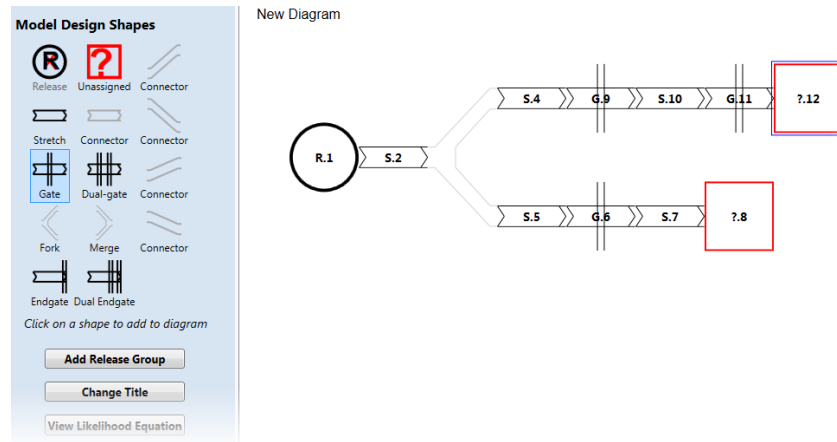 New Diagram
Model Design Shapes
R
?
Release Unassigned Connector
Stretch Connector Connector
Gate Dual-gate Connector
Fork Merge Connector
Endgate Dual Endgate
Click on a shape to add to diagram
Add Release Group
Change Title
View Likelihood Equation
S.4 G.9 S.10 G.11 ?.12
R.1 S.2
S.5 G.6 S.7 ?.8